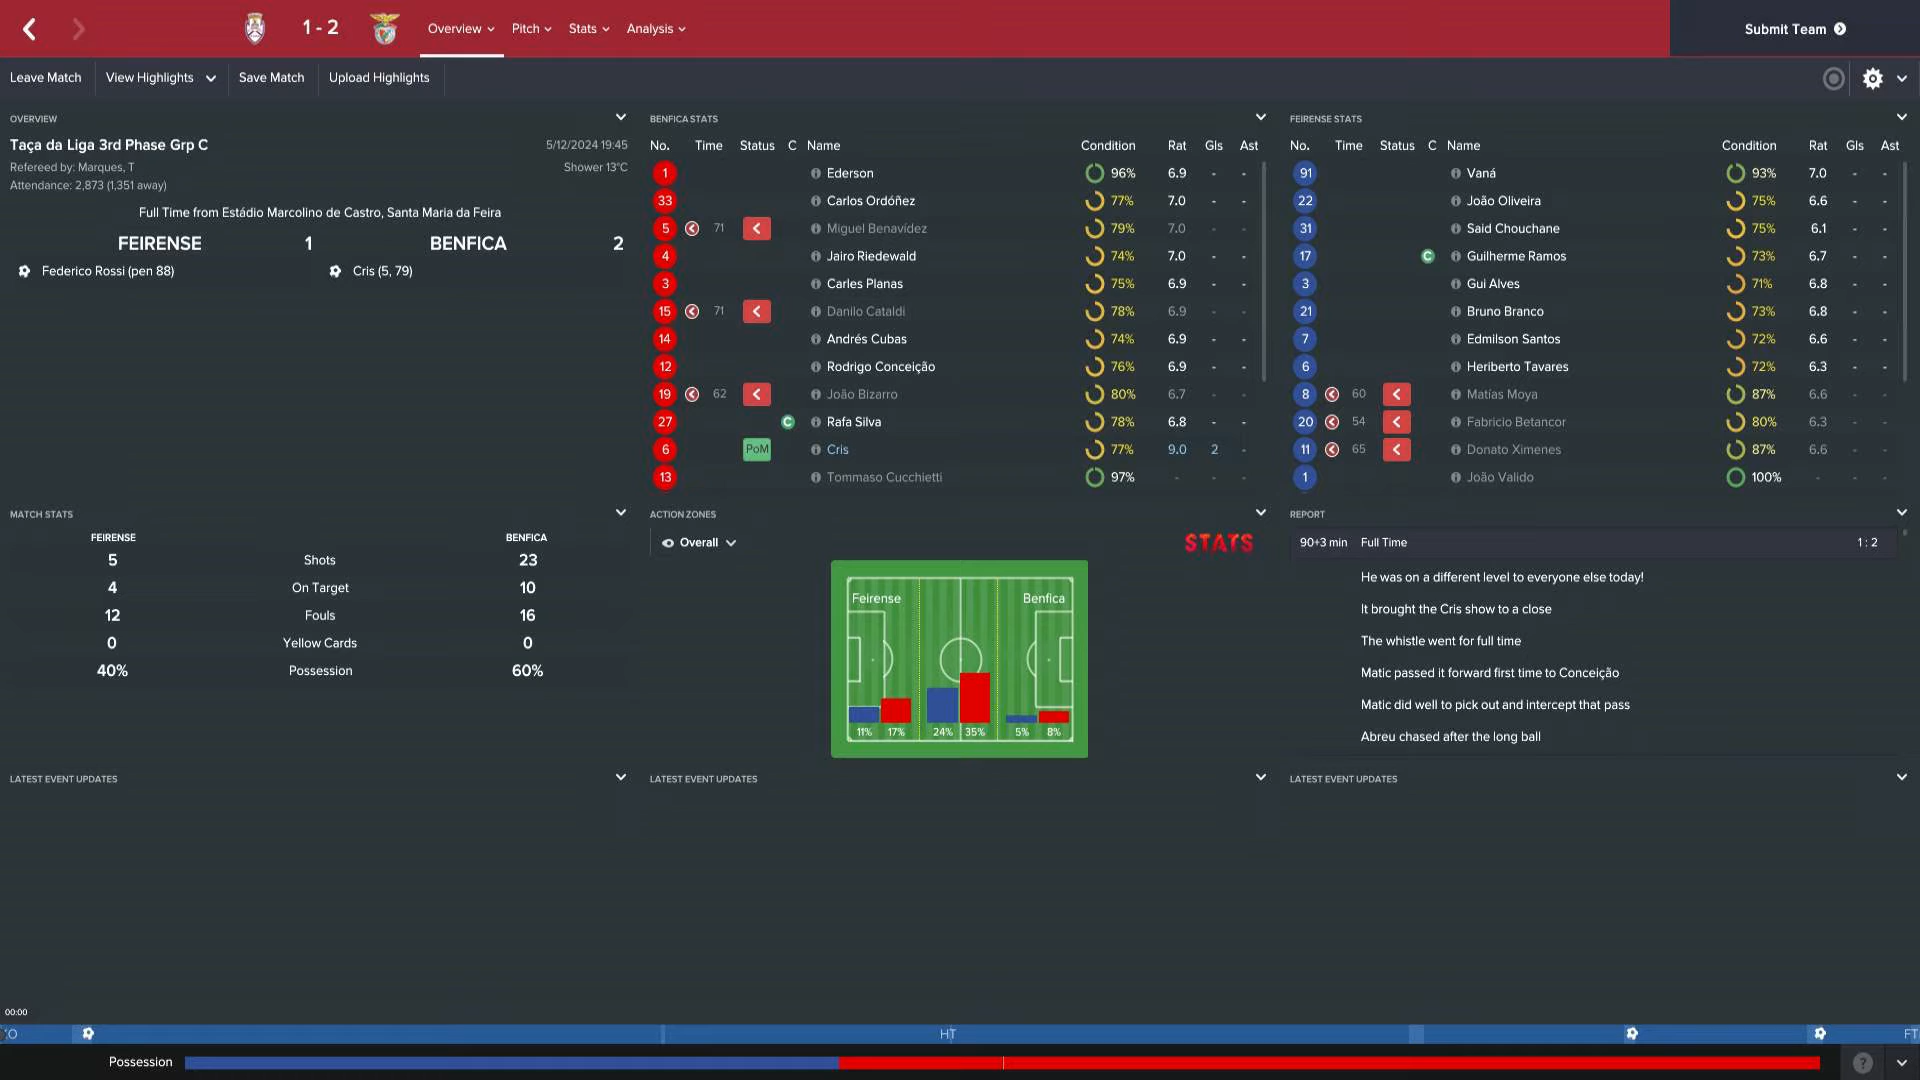 1 - 2
Overview
Pitch
Stats
Analysis
Submit Team
Leave Match
View Highlights
Save Match
Upload Highlights
OVERVIEW
Taça da Liga 3rd Phase Grp C
5/12/2024 19:45
Refereed by: Marques, T
Shower 13°C
Attendance: 2,873 (1,351 away)
Full Time from Estádio Marcolino de Castro, Santa Maria da Feira
FEIRENSE 1 BENFICA 2
Federico Rossi (pen 88) Cris (5, 79)
BENFICA STATS
No. Time Status C Name Condition Rat Gls Ast
1 Ederson 96% 6.9 - -
33 Carlos Ordóñez 77% 7.0 - -
5 71 Miguel Benavídez 79% 7.0 - -
4 Jairo Riedewald 74% 7.0 - -
3 Carles Planas 75% 6.9 - -
15 71 Danilo Cataldi 78% 6.9 - -
14 Andrés Cubas 74% 6.9 - -
12 Rodrigo Conceição 76% 6.9 - -
19 62 João Bizarro 80% 6.7 - -
27 C Rafa Silva 78% 6.8 - -
6 PoM Cris 77% 9.0 2 -
13 Tommaso Cucchietti 97% - - -
FEIRENSE STATS
No. Time Status C Name Condition Rat Gls Ast
91 Vaná 93% 7.0 - -
22 João Oliveira 75% 6.6 - -
31 Said Chouchane 75% 6.1 - -
17 C Guilherme Ramos 73% 6.7 - -
3 Gui Alves 71% 6.8 - -
21 Bruno Branco 73% 6.8 - -
7 Edmilson Santos 72% 6.6 - -
6 Heriberto Tavares 72% 6.3 - -
8 60 Matías Moya 87% 6.6 - -
20 54 Fabricio Betancor 80% 6.3 - -
11 65 Donato Ximenes 87% 6.6 - -
1 João Valido 100% - - -
MATCH STATS
FEIRENSE BENFICA
5 Shots 23
4 On Target 10
12 Fouls 16
0 Yellow Cards 0
40% Possession 60%
ACTION ZONES
Overall
STATS
Feirense Benfica
11% 17% 24% 35% 5% 8%
REPORT
90+3 min Full Time 1 : 2
He was on a different level to everyone else today!
It brought the Cris show to a close
The whistle went for full time
Matic passed it forward first time to Conceição
Matic did well to pick out and intercept that pass
Abreu chased after the long ball
LATEST EVENT UPDATES
LATEST EVENT UPDATES
LATEST EVENT UPDATES
00:00
HT
FT
Possession
?